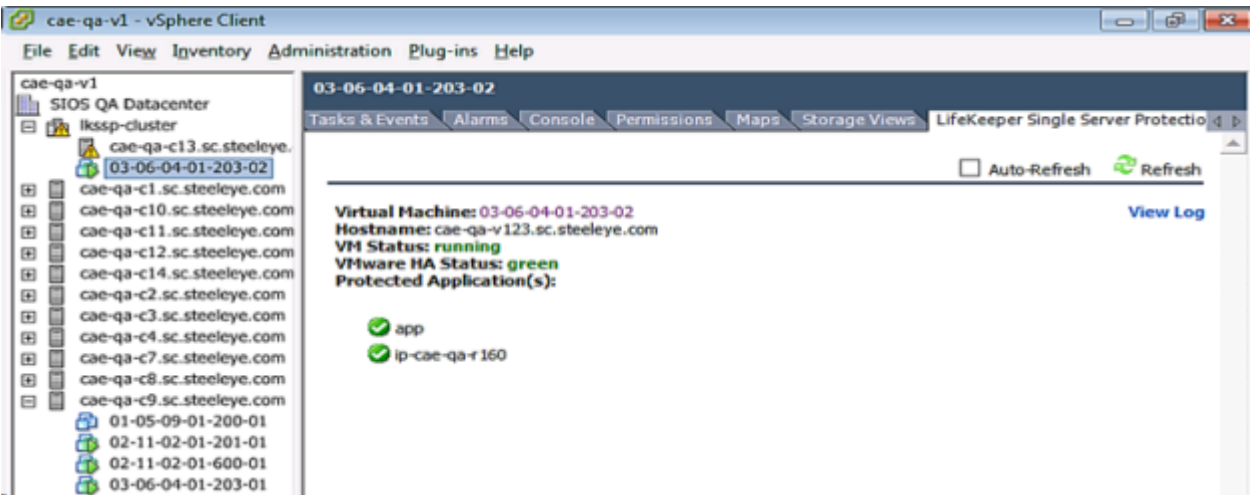 cae-qa-v1 - vSphere Client
File Edit View Inventory Administration Plug-ins Help
cae-qa-v1
SIOS QA Datacenter
lkssp-cluster
cae-qa-c13.sc.steeleye.
03-06-04-01-203-02
cae-qa-c1.sc.steeleye.com
cae-qa-c10.sc.steeleye.com
cae-qa-c11.sc.steeleye.com
cae-qa-c12.sc.steeleye.com
cae-qa-c14.sc.steeleye.com
cae-qa-c2.sc.steeleye.com
cae-qa-c3.sc.steeleye.com
cae-qa-c4.sc.steeleye.com
cae-qa-c7.sc.steeleye.com
cae-qa-c8.sc.steeleye.com
cae-qa-c9.sc.steeleye.com
01-05-09-01-200-01
02-11-02-01-201-01
02-11-02-01-600-01
03-06-04-01-203-01
03-06-04-01-203-02
Tasks & Events Alarms Console Permissions Maps Storage Views LifeKeeper Single Server Protectio
Auto-Refresh Refresh
Virtual Machine: 03-06-04-01-203-02 View Log
Hostname: cae-qa-v123.sc.steeleye.com
VM Status: running
VMware HA Status: green
Protected Application(s):
app
ip-cae-qa-r160